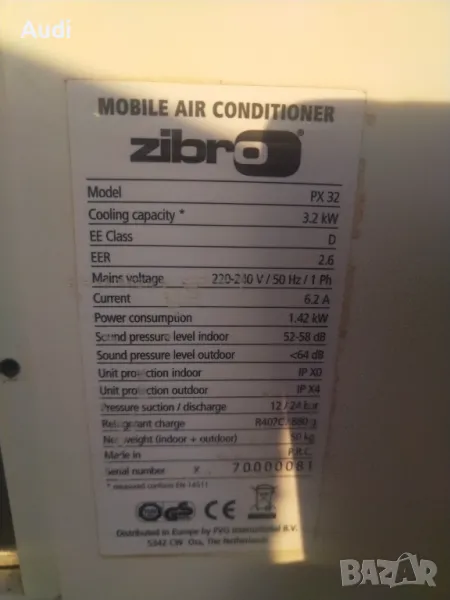 Audi
MOBILE AIR CONDITIONER
zibro®
Model PX 32
Cooling capacity * 3.2 kW
EE Class D
EER 2.6
Mains voltage 220-240 V / 50 Hz / 1 Ph
Current 6.2 A
Power consumption 1.42 kW
Sound pressure level indoor 52-58 dB
Sound pressure level outdoor <64 dB
Unit protection indoor IP X0
Unit protection outdoor IP X4
Pressure suction / discharge 12 / 24 bar
Refrigerant charge R407C / 880 g
Net weight (indoor + outdoor) 50 kg
Made in P.R.C.
Serial number 70000081
* measured conform EN 14511
Distributed in Europe by PVG International B.V.
5342 CW Oss, The Netherlands
BAZAR
bg